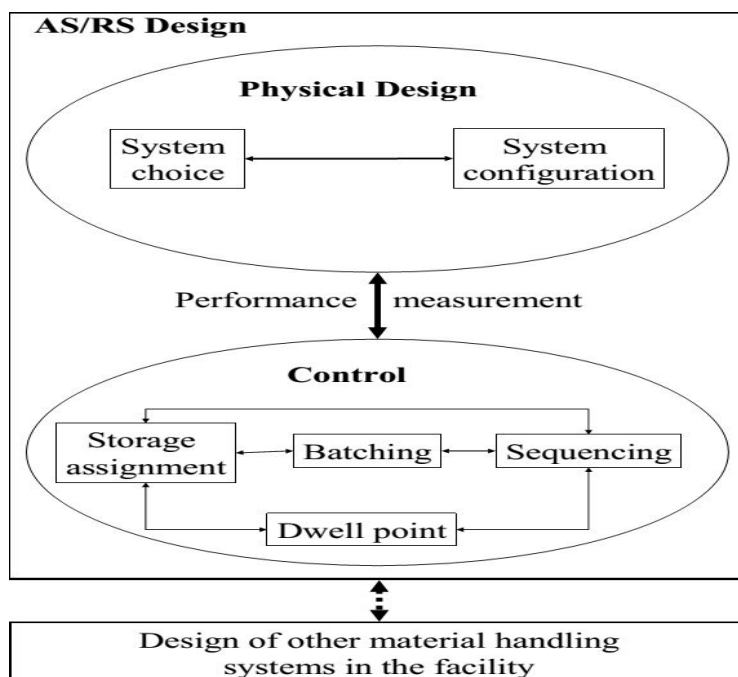 AS/RS Design
Physical Design
System
choice
System
configuration
Performance measurement
Control
Storage
assignment
Batching
Sequencing
Dwell point
Design of other material handling
systems in the facility